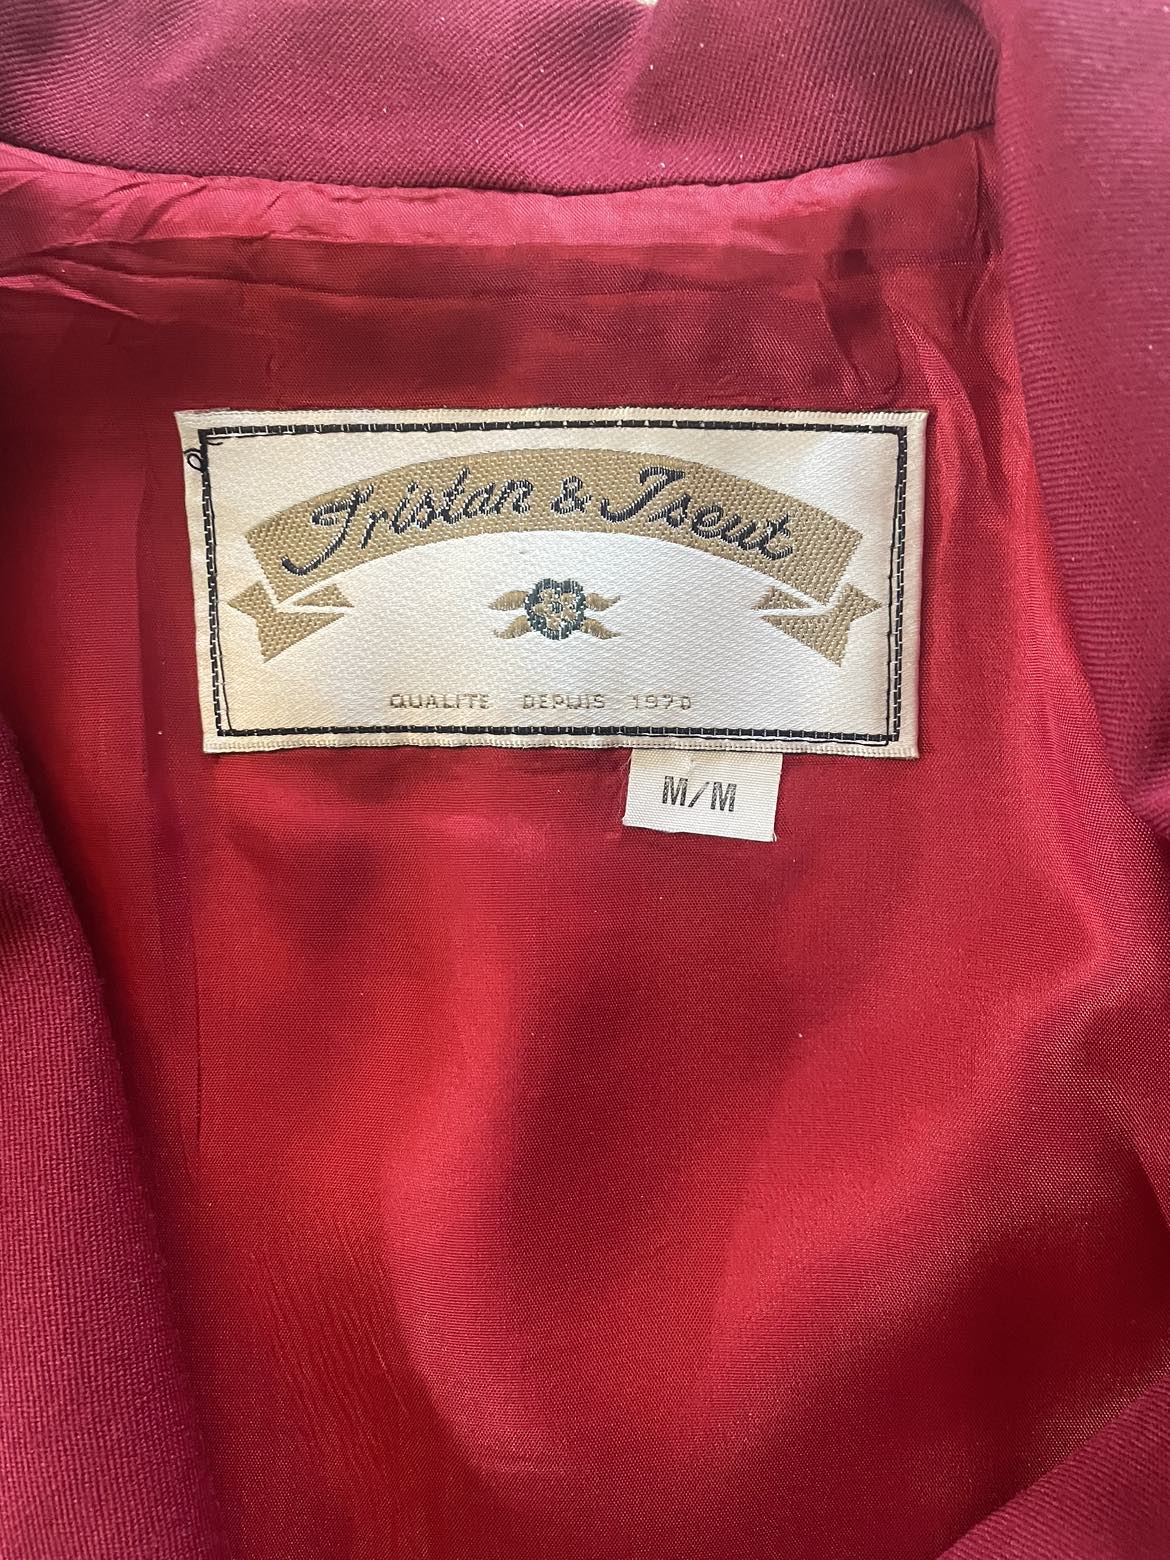 Tristan & Iseut
QUALITE DEPUIS 1970
M/M